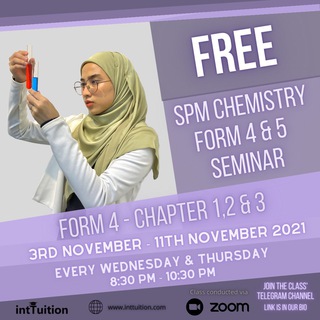 FREE
SPM CHEMISTRY
FORM 4 & 5
SEMINAR
FORM 4 - CHAPTER 1,2 & 3
3RD NOVEMBER - 11TH NOVEMBER 2021
EVERY WEDNESDAY & THURSDAY
8:30 PM - 10:30 PM
intTuition
www.inttuition.com
Class conducted via
zoom
JOIN THE CLASS'
TELEGRAM CHANNEL
LINK IS IN OUR BIO